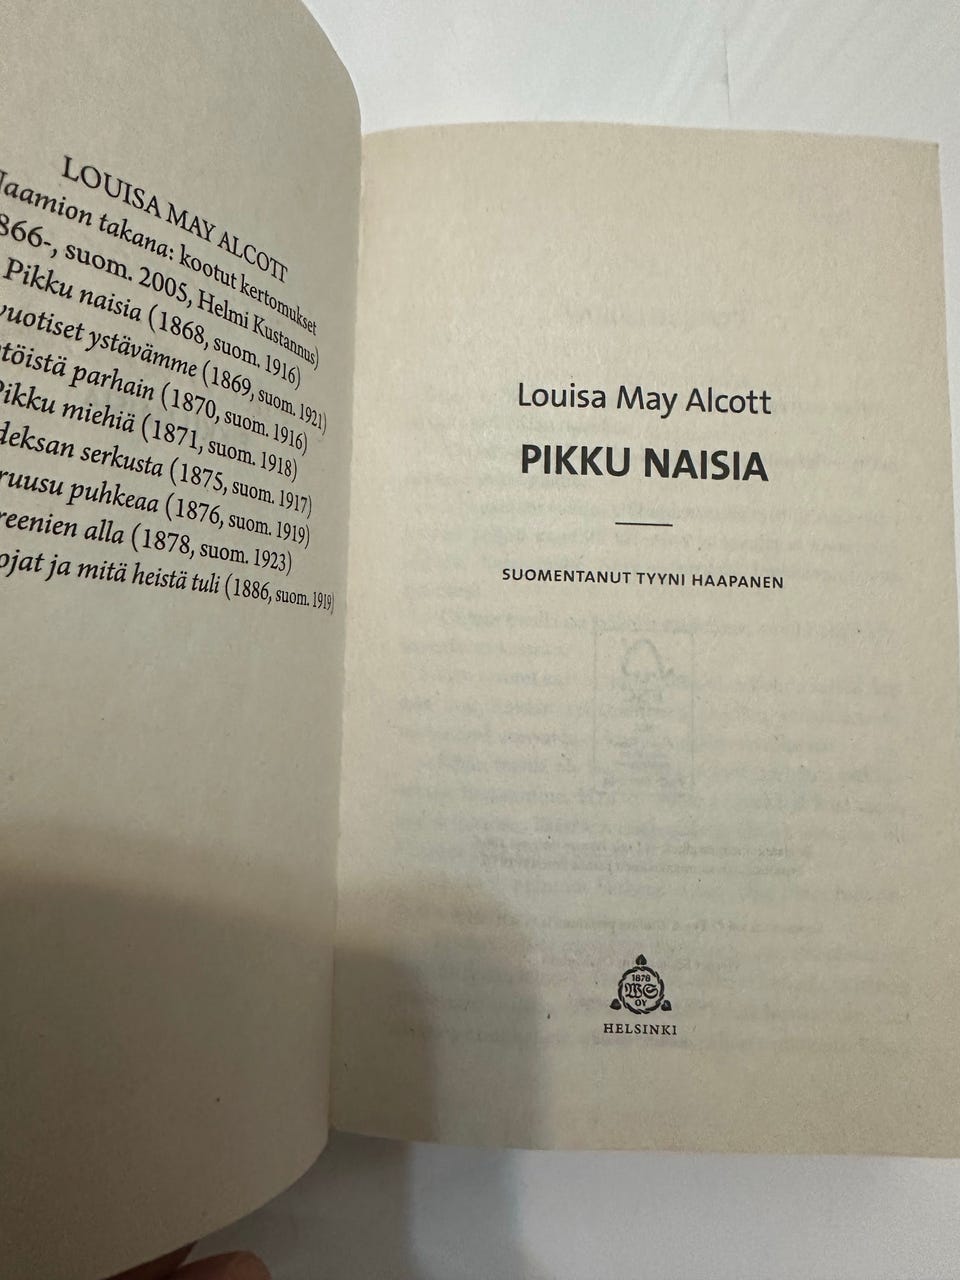 LOUISA MAY ALCOTT
Naamion takana: kootut kertomukset
866-, suom. 2005, Helmi Kustannus)
Pikku naisia (1868, suom. 1916)
vuotiset ystävämme (1869, suom. 1921)
töistä parhain (1870, suom. 1916)
Pikku miehiä (1871, suom. 1918)
deksan serkusta (1875, suom. 1917)
ruusu puhkeaa (1876, suom. 1919)
reenien alla (1878, suom. 1923)
ojat ja mitä heistä tuli (1886, suom. 1919)
Louisa May Alcott
PIKKU NAISIA
SUOMENTANUT TYYNI HAAPANEN
1878
WS
OY
HELSINKI